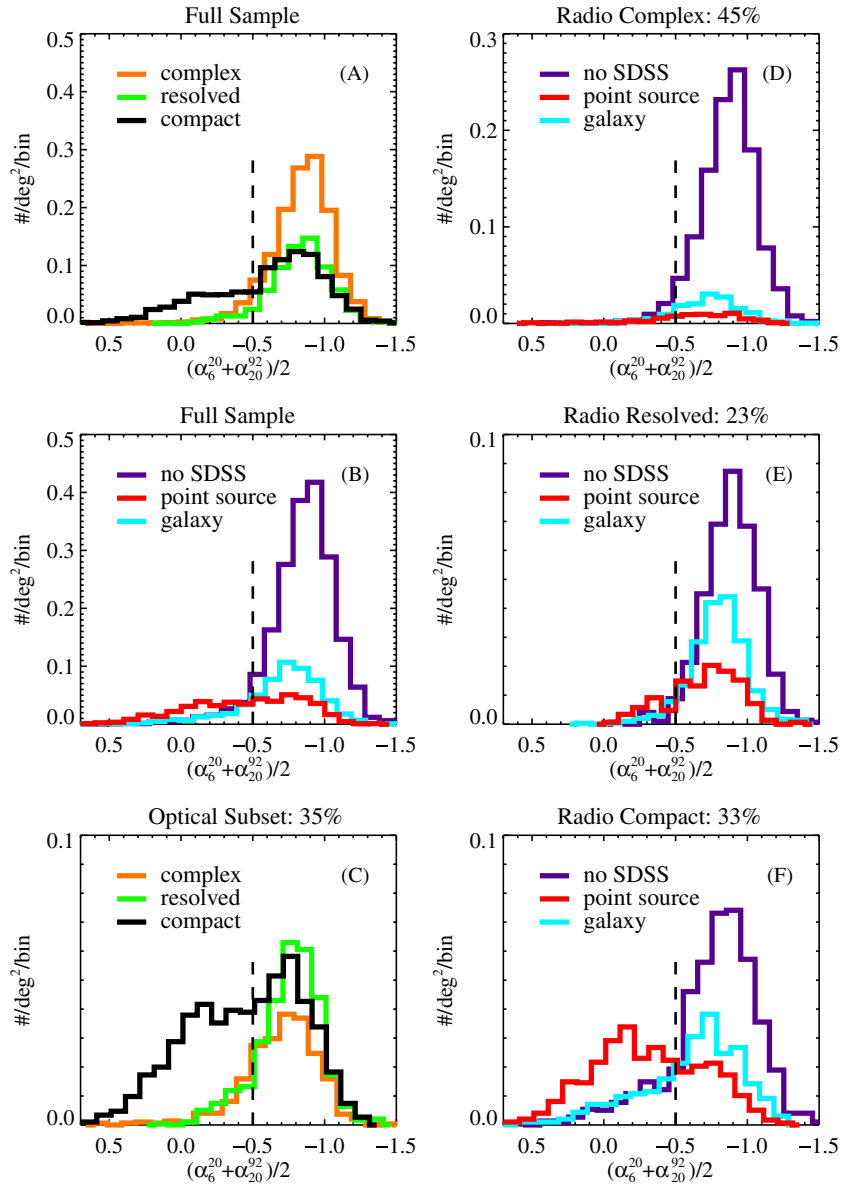 Full Sample
0.5
0.4
0.3
0.2
0.1
0.0
#/deg²/bin
complex
resolved
compact
(A)
0.5 0.0 −0.5 −1.0 −1.5
(α₆²⁰+α₂₀⁹²)/2
Radio Complex: 45%
0.3
0.2
0.1
0.0
#/deg²/bin
no SDSS
point source
galaxy
(D)
0.5 0.0 −0.5 −1.0 −1.5
(α₆²⁰+α₂₀⁹²)/2
Full Sample
0.5
0.4
0.3
0.2
0.1
0.0
#/deg²/bin
no SDSS
point source
galaxy
(B)
0.5 0.0 −0.5 −1.0 −1.5
(α₆²⁰+α₂₀⁹²)/2
Radio Resolved: 23%
0.1
0.0
#/deg²/bin
no SDSS
point source
galaxy
(E)
0.5 0.0 −0.5 −1.0 −1.5
(α₆²⁰+α₂₀⁹²)/2
Optical Subset: 35%
0.1
0.0
#/deg²/bin
complex
resolved
compact
(C)
0.5 0.0 −0.5 −1.0 −1.5
(α₆²⁰+α₂₀⁹²)/2
Radio Compact: 33%
0.1
0.0
#/deg²/bin
no SDSS
point source
galaxy
(F)
0.5 0.0 −0.5 −1.0 −1.5
(α₆²⁰+α₂₀⁹²)/2